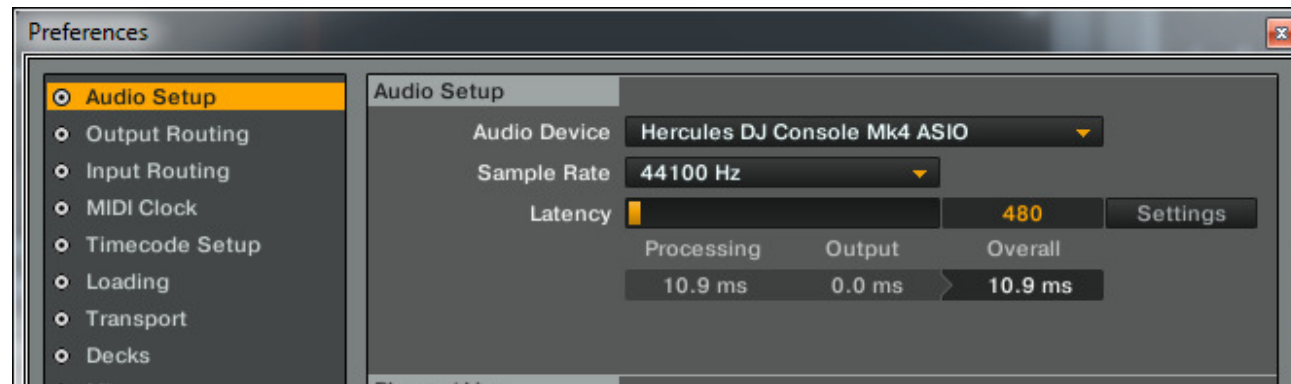 Preferences
Audio Setup
Output Routing
Input Routing
MIDI Clock
Timecode Setup
Loading
Transport
Decks
Audio Setup
Audio Device Hercules DJ Console Mk4 ASIO
Sample Rate 44100 Hz
Latency 480 Settings
Processing Output Overall
10.9 ms 0.0 ms 10.9 ms